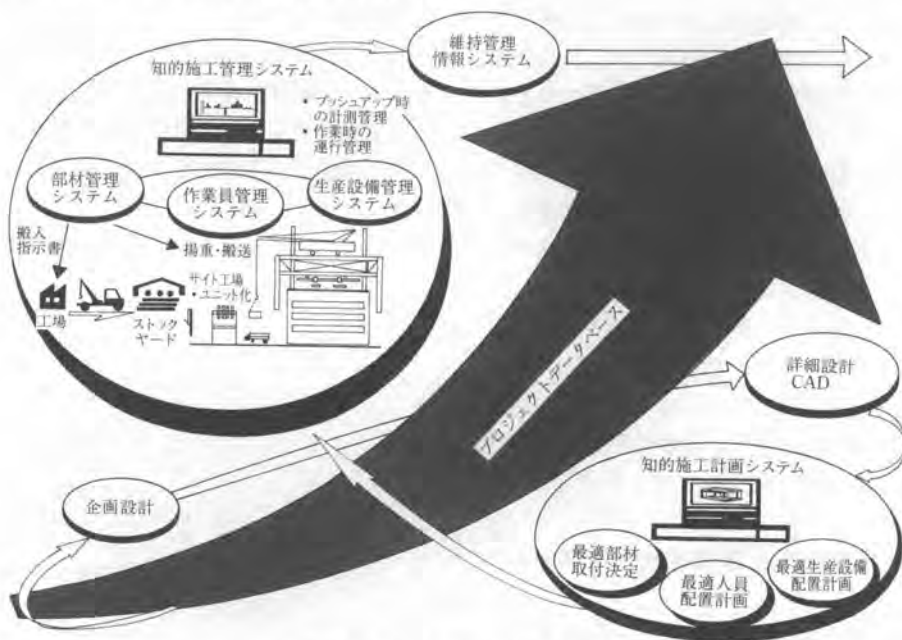 維持管理
情報システム
知的施工管理システム
・プッシュアップ時
の計測管理
・作業時の
運行管理
部材管理
システム
作業員管理
システム
生産設備管理
システム
搬入
指示書
揚重・搬送
サイト工場
・ユニット化
工場
ストック
ヤード
プロジェクトデータベース
詳細設計
CAD
企画設計
知的施工計画システム
最適部材
取付決定
最適人員
配置計画
最適生産設備
配置計画